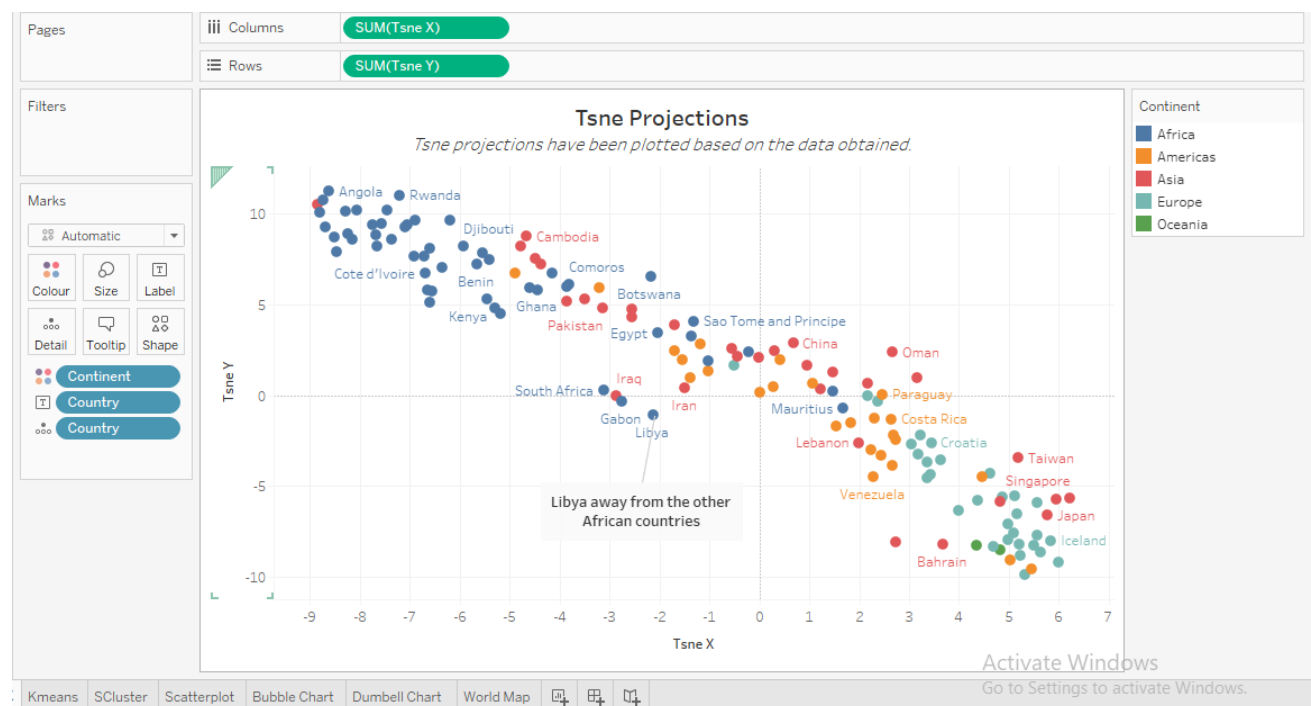 Pages
Columns
SUM(Tsne X)
Rows
SUM(Tsne Y)
Filters
Marks
Automatic
Colour
Size
Label
Detail
Tooltip
Shape
Continent
Country
Country
Tsne Projections
Tsne projections have been plotted based on the data obtained.
Angola
Rwanda
Djibouti
Cambodia
Cote d'Ivoire
Comoros
Benin
Botswana
Ghana
Kenya
Pakistan
Egypt
Sao Tome and Principe
China
Oman
Iraq
South Africa
Iran
Paraguay
Mauritius
Gabon
Costa Rica
Libya
Lebanon
Croatia
Taiwan
Singapore
Venezuela
Japan
Iceland
Bahrain
Libya away from the other
African countries
Tsne Y
10
5
0
-5
-10
-9
-8
-7
-6
-5
-4
-3
-2
-1
0
1
2
3
4
5
6
7
Tsne X
Continent
Africa
Americas
Asia
Europe
Oceania
Activate Windows
Go to Settings to activate Windows.
Kmeans
SCluster
Scatterplot
Bubble Chart
Dumbell Chart
World Map